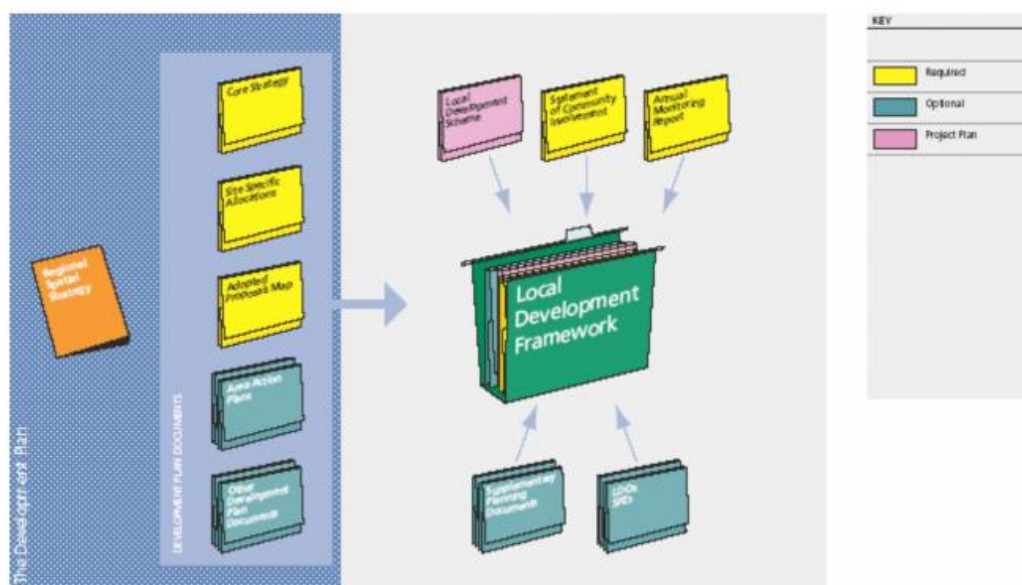 The Development Plan
Regional
Spatial
Strategy
DEVELOPMENT PLAN DOCUMENTS
Core Strategy
Site Specific
Allocations
Adopted
Proposals Map
Area Action
Plans
Other
Development
Plan
Documents
Local
Development
Scheme
Statement
of Community
Involvement
Annual
Monitoring
Report
Local
Development
Framework
Supplementary
Planning
Documents
LDOs
SPZs
KEY
Required
Optional
Project Plan